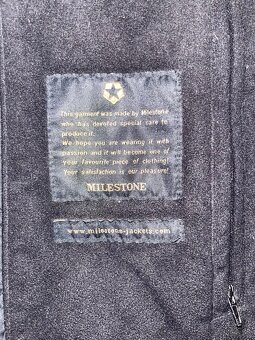 This garment was made by Milestone
who has devoted special care to
produce it.
We hope you are wearing it with
passion and it will become one of
your favourite piece of clothing!
Your satisfaction is our pleasure!
MILESTONE
www.milestone-jackets.com